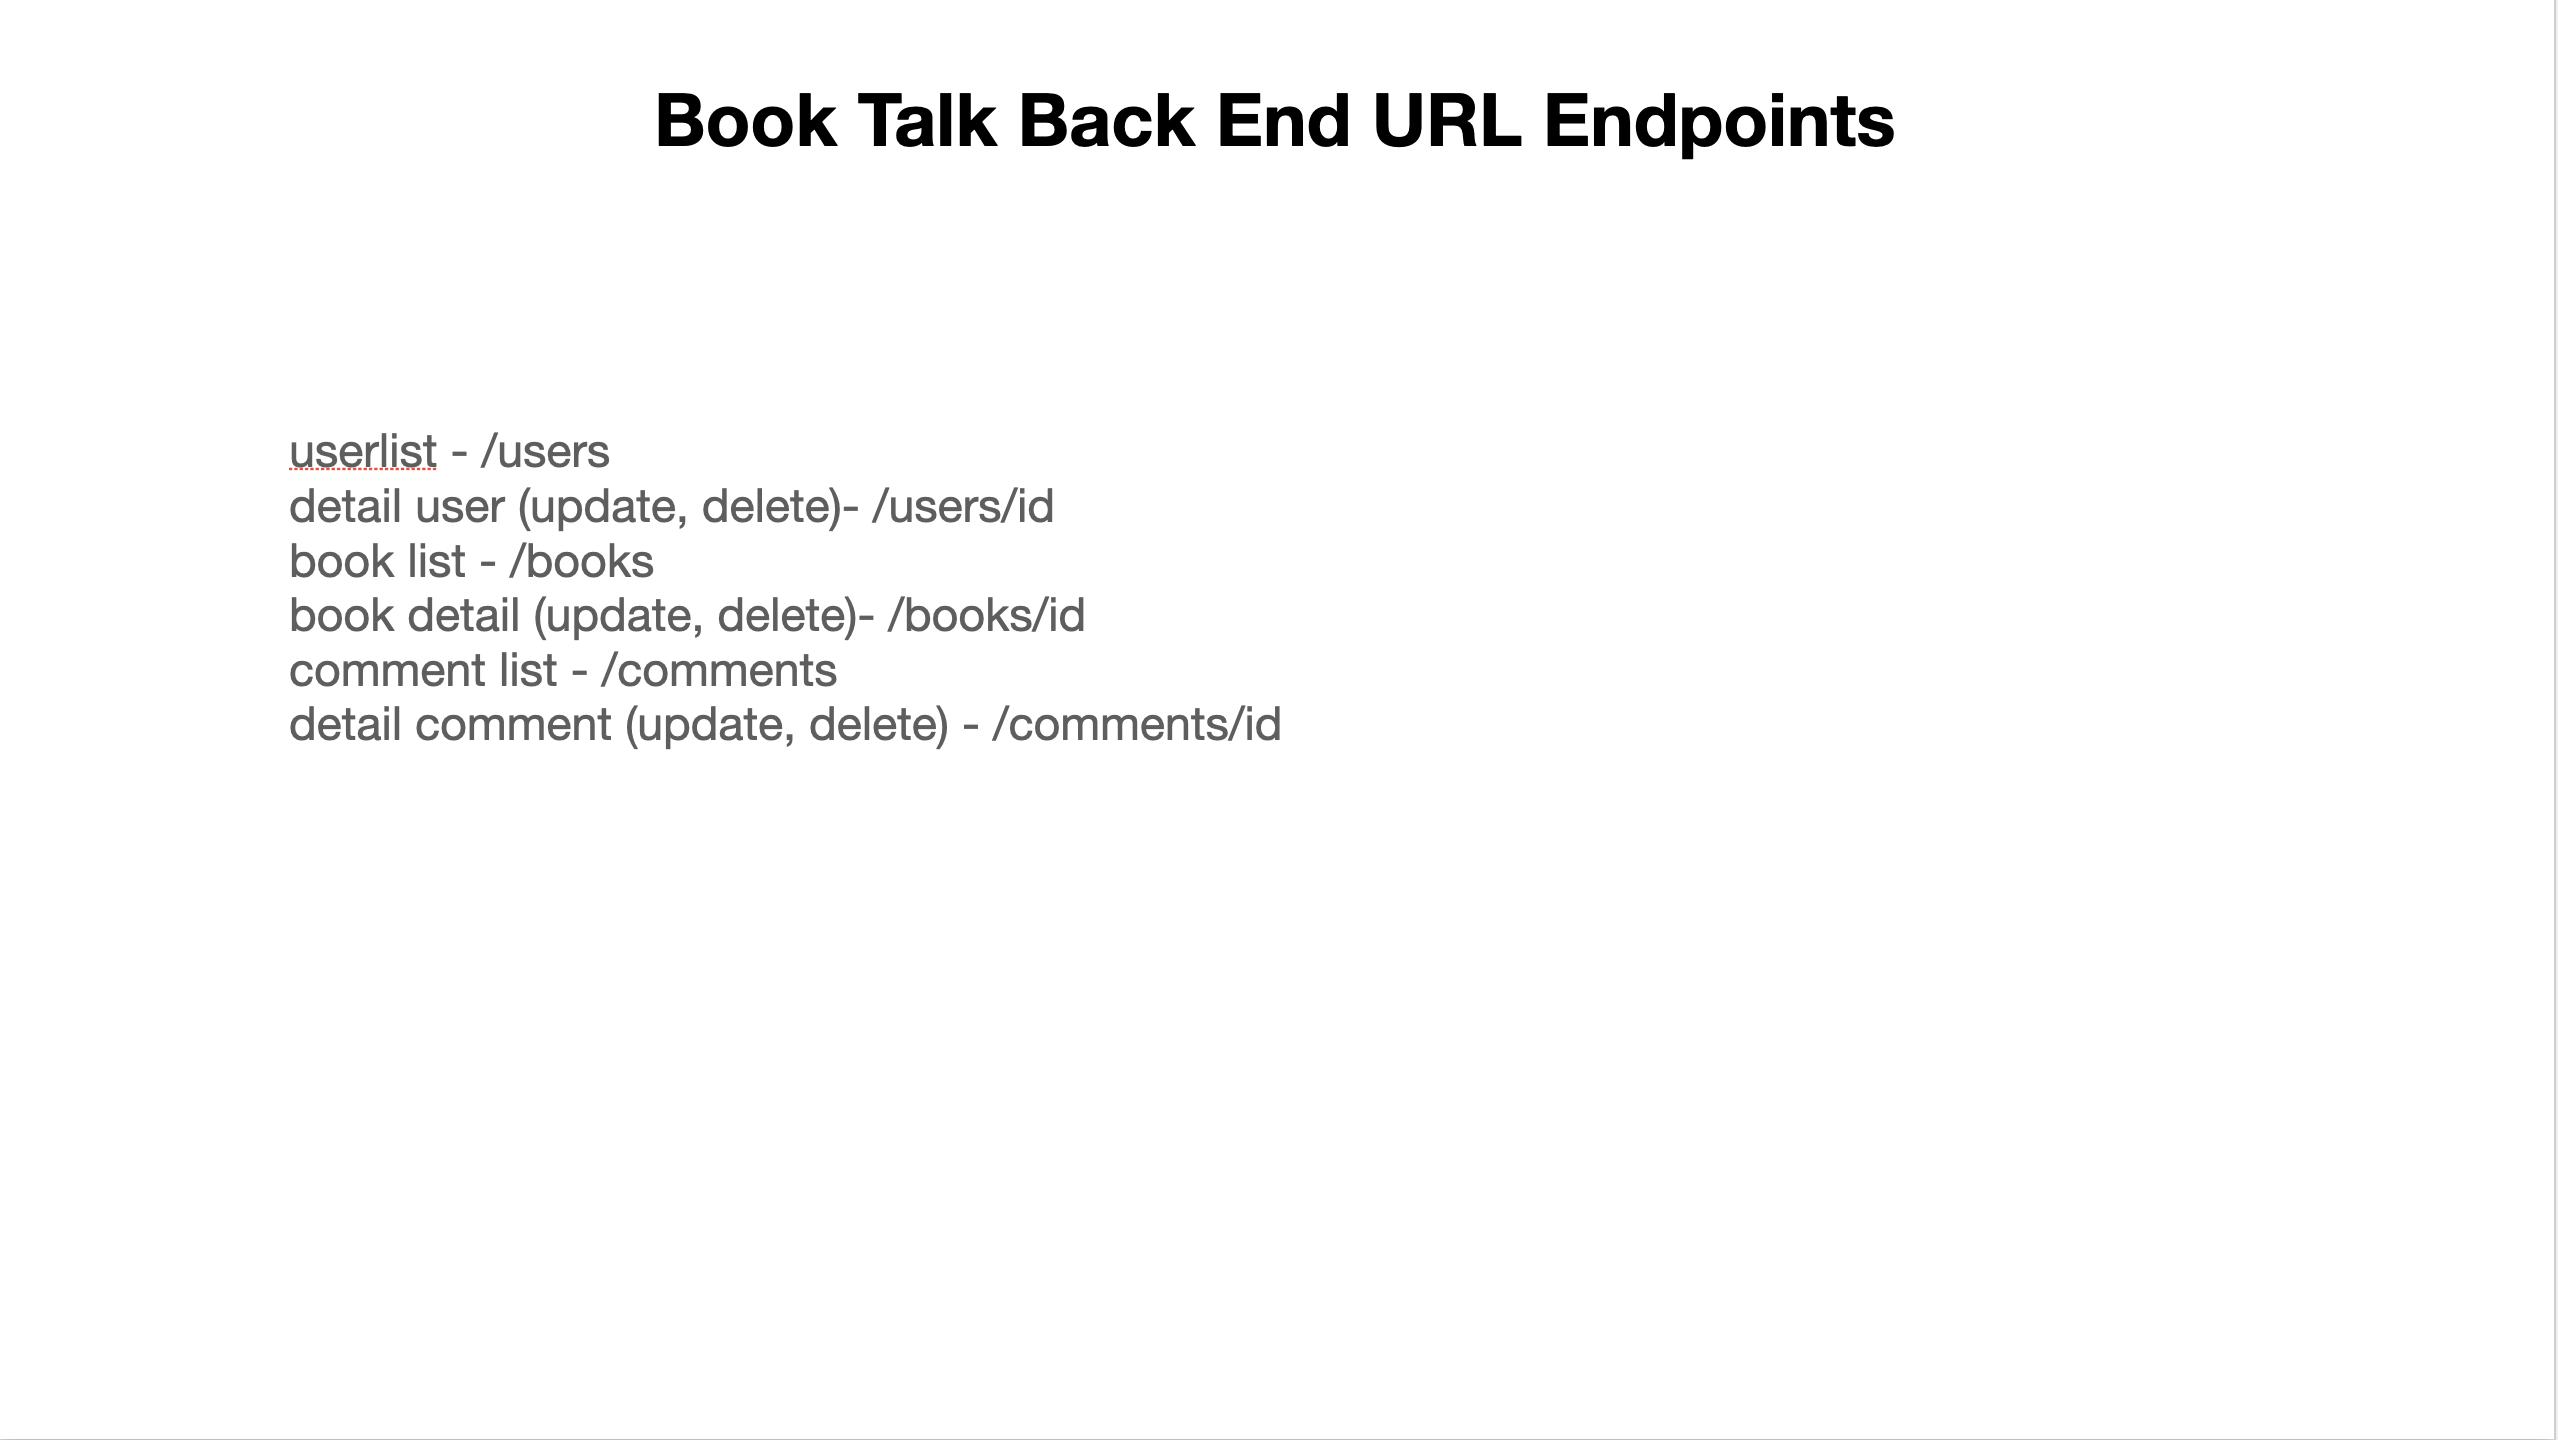 Book Talk Back End URL Endpoints
userlist - /users
detail user (update, delete)- /users/id
book list - /books
book detail (update, delete)- /books/id
comment list - /comments
detail comment (update, delete) - /comments/id